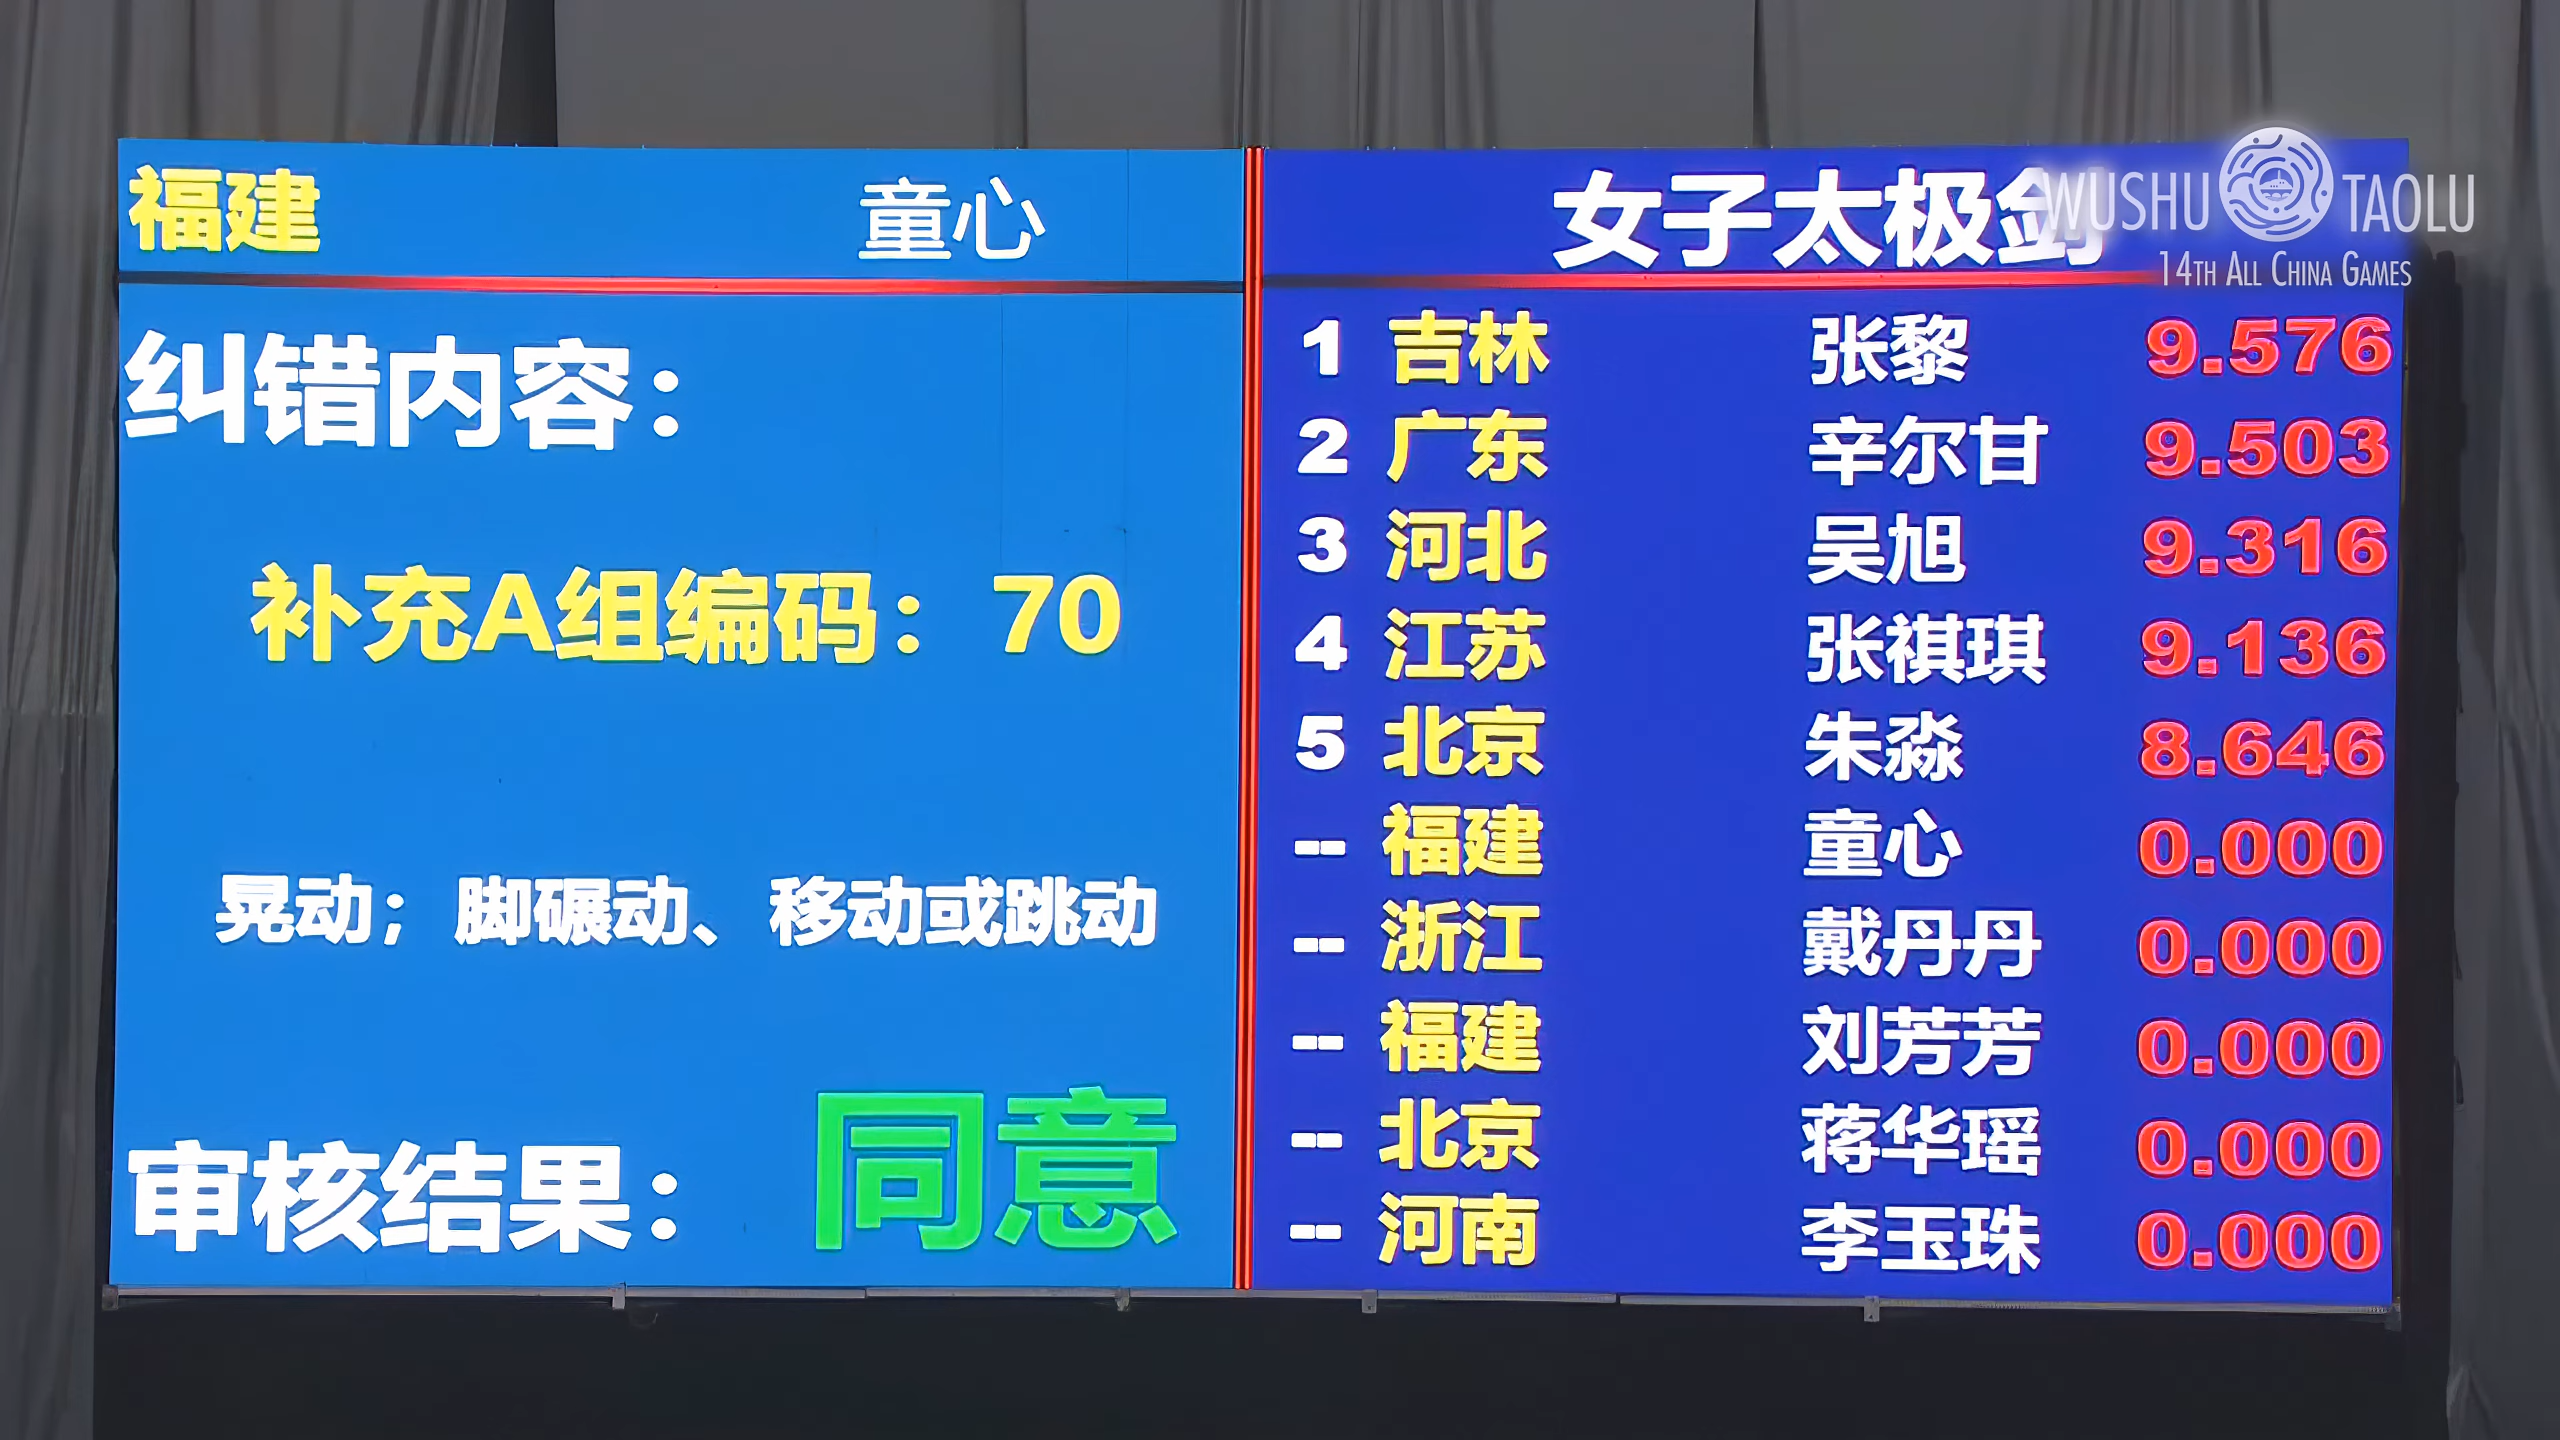 福建 童心
纠错内容：
补充A组编码：70
晃动；脚碾动、移动或跳动
审核结果：同意
女子太极剑
WUSHU TAOLU
14TH ALL CHINA GAMES
1 吉林 张黎 9.576
2 广东 辛尔甘 9.503
3 河北 吴旭 9.316
4 江苏 张祺琪 9.136
5 北京 朱淼 8.646
-- 福建 童心 0.000
-- 浙江 戴丹丹 0.000
-- 福建 刘芳芳 0.000
-- 北京 蒋华瑶 0.000
-- 河南 李玉珠 0.000